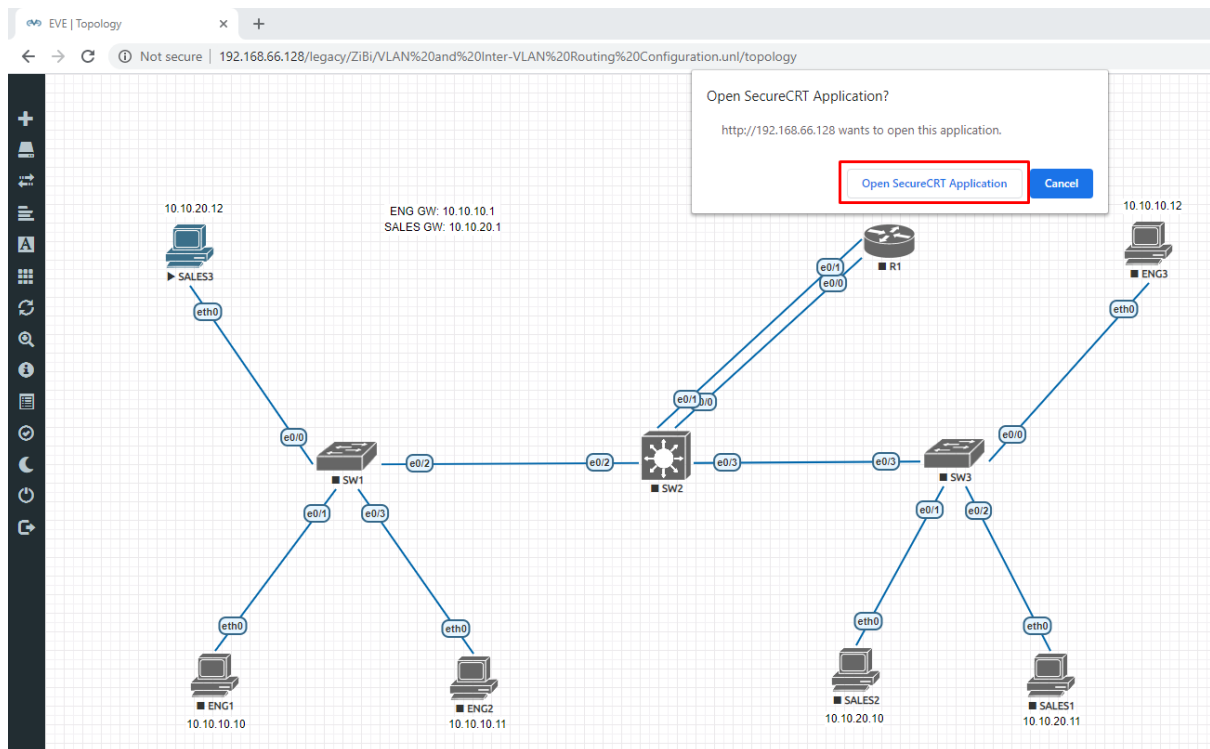 EVE | Topology
Not secure | 192.168.66.128/legacy/ZiBi/VLAN%20and%20Inter-VLAN%20Routing%20Configuration.unl/topology
Open SecureCRT Application?
http://192.168.66.128 wants to open this application.
Open SecureCRT Application
Cancel
10.10.20.12
ENG GW: 10.10.10.1
SALES GW: 10.10.20.1
10.10.10.12
SALES3
R1
ENG3
e0/1
e0/0
eth0
eth0
e0/1
0/0
e0/0
e0/0
e0/2
e0/2
e0/3
e0/3
SW1
SW2
SW3
e0/1
e0/3
e0/1
e0/2
eth0
eth0
eth0
eth0
ENG1
ENG2
SALES2
SALES1
10.10.10.10
10.10.10.11
10.10.20.10
10.10.20.11